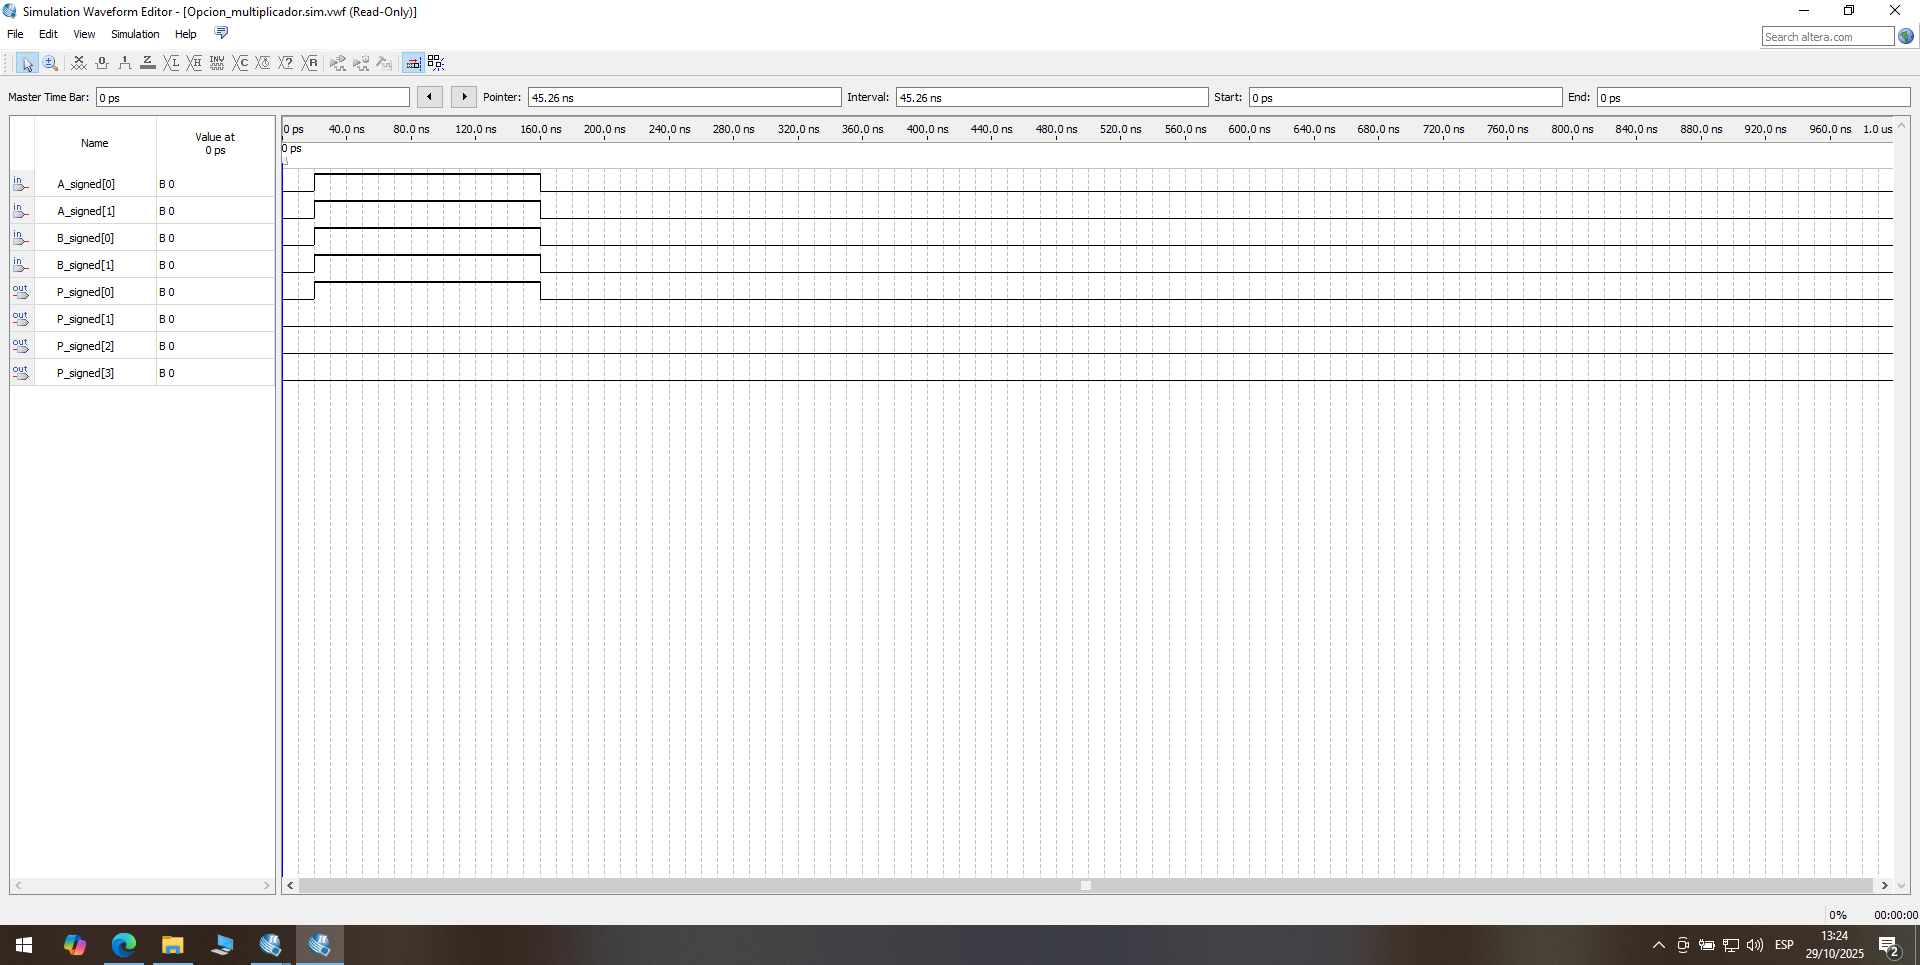 Simulation Waveform Editor - [Opcion_multiplicador.sim.vwf (Read-Only)]
File Edit View Simulation Help
Search altera.com
Master Time Bar: 0 ps Pointer: 45.26 ns Interval: 45.26 ns Start: 0 ps End: 0 ps
Name
Value at
0 ps
0 ps 40.0 ns 80.0 ns 120.0 ns 160.0 ns 200.0 ns 240.0 ns 280.0 ns 320.0 ns 360.0 ns 400.0 ns 440.0 ns 480.0 ns 520.0 ns 560.0 ns 600.0 ns 640.0 ns 680.0 ns 720.0 ns 760.0 ns 800.0 ns 840.0 ns 880.0 ns 920.0 ns 960.0 ns 1.0 us
0 ps
in A_signed[0] B 0
in A_signed[1] B 0
in B_signed[0] B 0
in B_signed[1] B 0
out P_signed[0] B 0
out P_signed[1] B 0
out P_signed[2] B 0
out P_signed[3] B 0
0% 00:00:00
ESP
13:24
29/10/2025
2